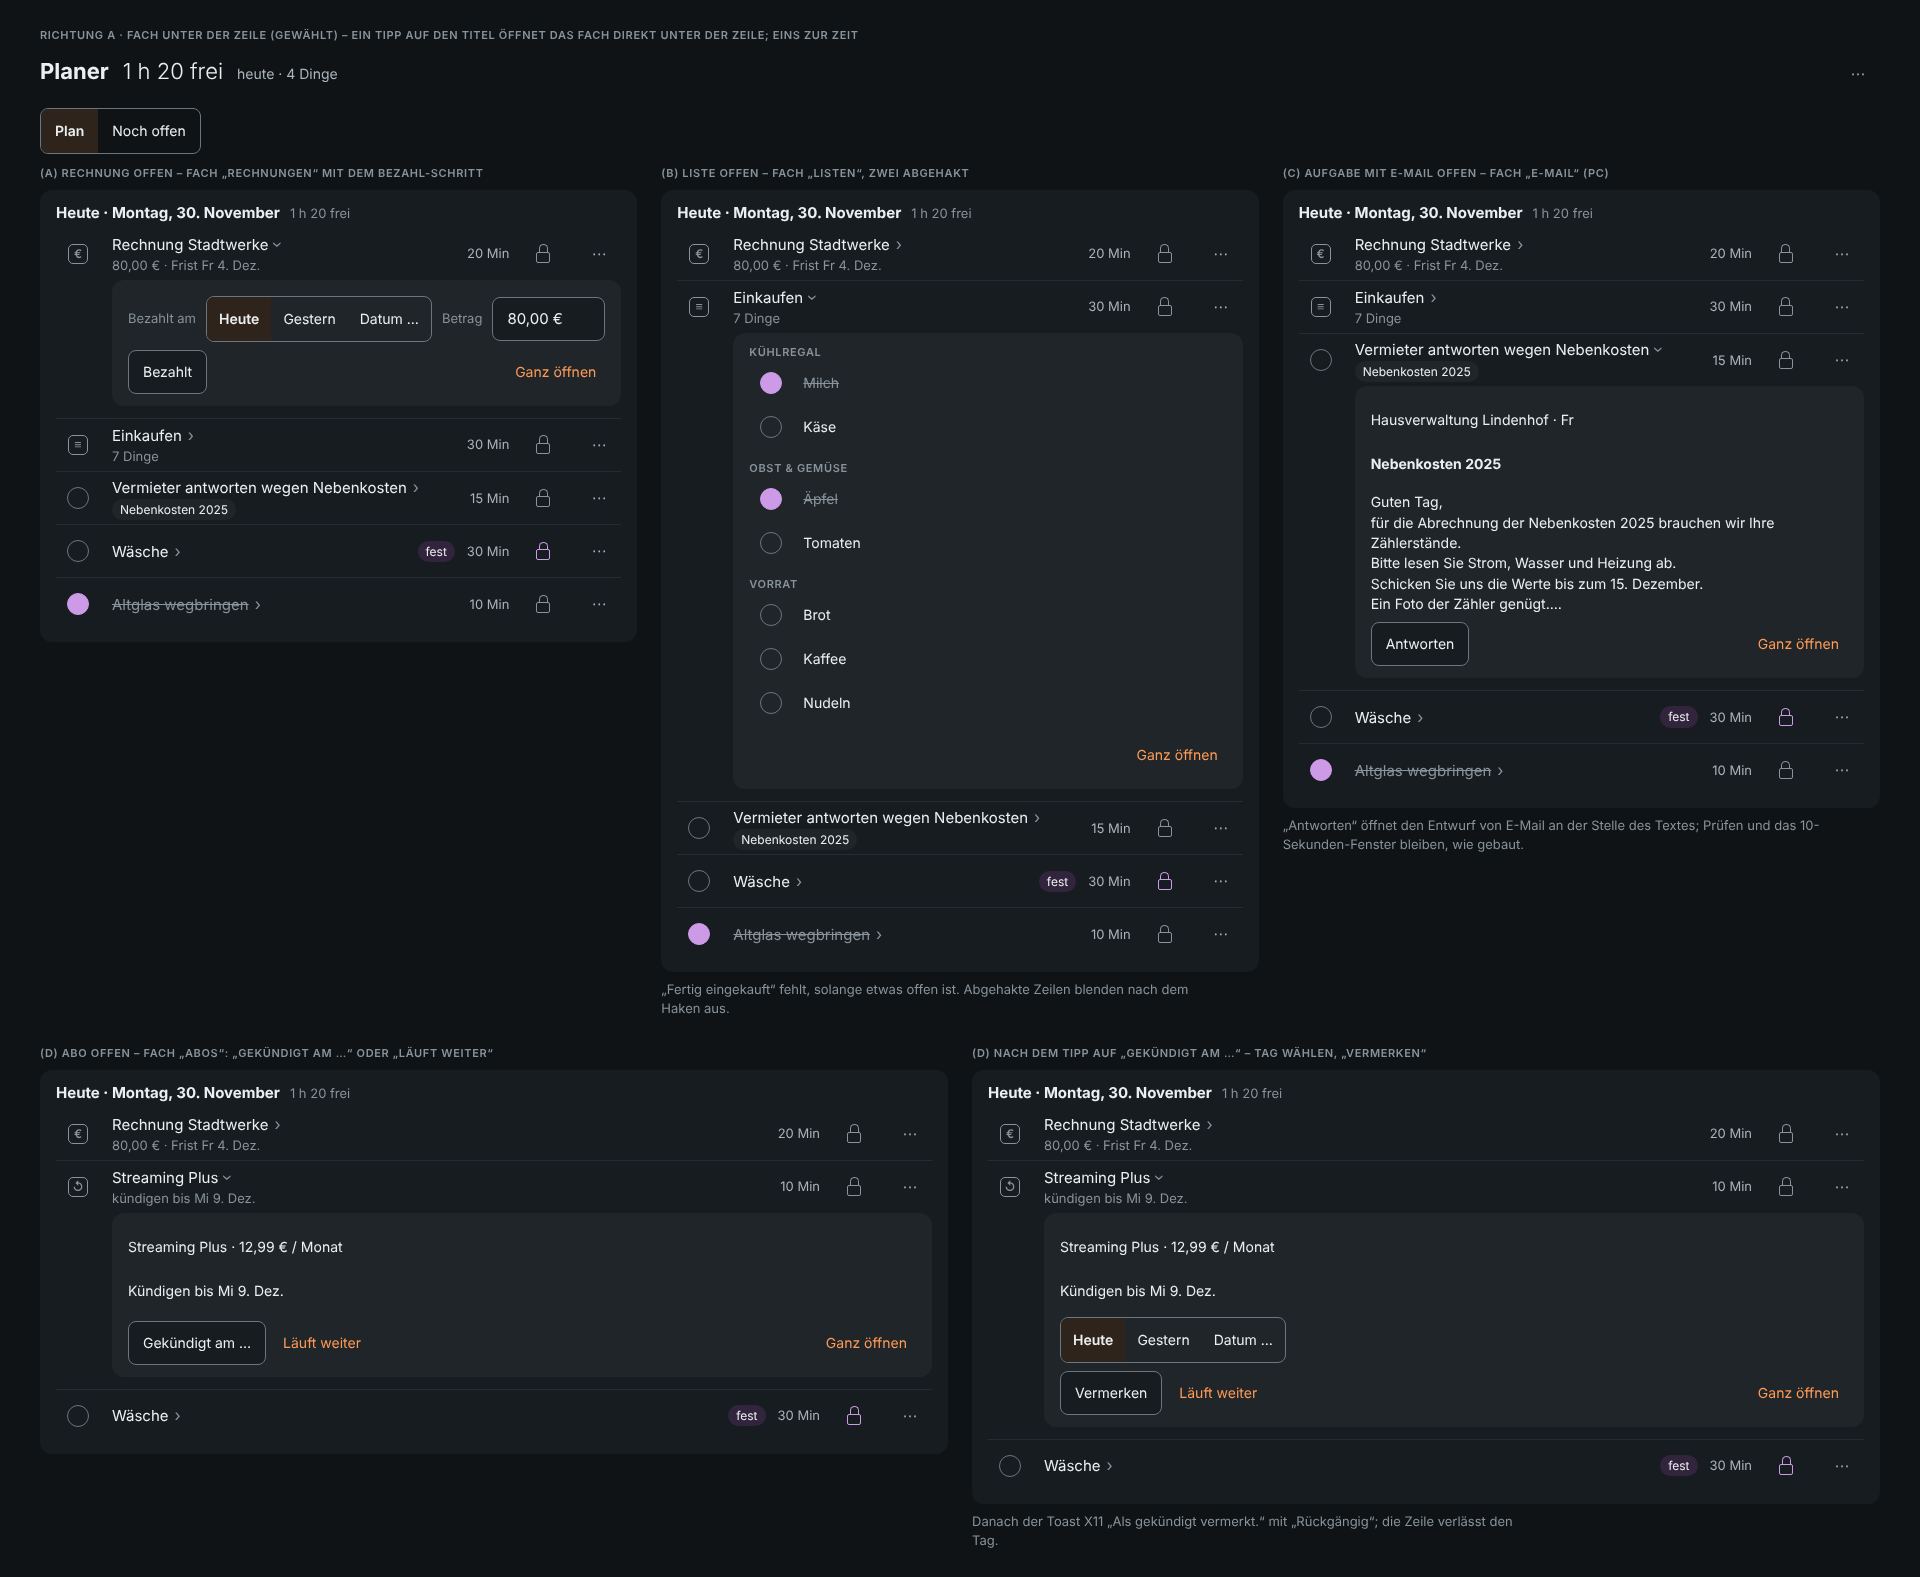 RICHTUNG A · FACH UNTER DER ZEILE (GEWÄHLT) – EIN TIPP AUF DEN TITEL ÖFFNET DAS FACH DIREKT UNTER DER ZEILE; EINS ZUR ZEIT
Planer 1 h 20 frei heute · 4 Dinge ...
Plan Noch offen
(A) RECHNUNG OFFEN – FACH „RECHNUNGEN“ MIT DEM BEZAHL-SCHRITT
Heute · Montag, 30. November 1 h 20 frei
€ Rechnung Stadtwerke 20 Min ...
80,00 € · Frist Fr 4. Dez.
Bezahlt am Heute Gestern Datum ... Betrag 80,00 €
Bezahlt Ganz öffnen
Einkaufen › 30 Min ...
7 Dinge
Vermieter antworten wegen Nebenkosten › 15 Min ...
Nebenkosten 2025
Wäsche › fest 30 Min ...
Altglas wegbringen › 10 Min ...
(B) LISTE OFFEN – FACH „LISTEN“, ZWEI ABGEHAKT
Heute · Montag, 30. November 1 h 20 frei
€ Rechnung Stadtwerke › 20 Min ...
80,00 € · Frist Fr 4. Dez.
Einkaufen 30 Min ...
7 Dinge
KÜHLREGAL
Milch
Käse
OBST & GEMÜSE
Äpfel
Tomaten
VORRAT
Brot
Kaffee
Nudeln
Ganz öffnen
Vermieter antworten wegen Nebenkosten › 15 Min ...
Nebenkosten 2025
Wäsche › fest 30 Min ...
Altglas wegbringen › 10 Min ...
„Fertig eingekauft“ fehlt, solange etwas offen ist. Abgehakte Zeilen blenden nach dem
Haken aus.
(C) AUFGABE MIT E-MAIL OFFEN – FACH „E-MAIL“ (PC)
Heute · Montag, 30. November 1 h 20 frei
€ Rechnung Stadtwerke › 20 Min ...
80,00 € · Frist Fr 4. Dez.
Einkaufen › 30 Min ...
7 Dinge
Vermieter antworten wegen Nebenkosten 15 Min ...
Nebenkosten 2025
Hausverwaltung Lindenhof · Fr
Nebenkosten 2025
Guten Tag,
für die Abrechnung der Nebenkosten 2025 brauchen wir Ihre
Zählerstände.
Bitte lesen Sie Strom, Wasser und Heizung ab.
Schicken Sie uns die Werte bis zum 15. Dezember.
Ein Foto der Zähler genügt....
Antworten Ganz öffnen
Wäsche › fest 30 Min ...
Altglas wegbringen › 10 Min ...
„Antworten“ öffnet den Entwurf von E-Mail an der Stelle des Textes; Prüfen und das 10-
Sekunden-Fenster bleiben, wie gebaut.
(D) ABO OFFEN – FACH „ABOS“: „GEKÜNDIGT AM ...“ ODER „LÄUFT WEITER“
Heute · Montag, 30. November 1 h 20 frei
€ Rechnung Stadtwerke › 20 Min ...
80,00 € · Frist Fr 4. Dez.
Streaming Plus 10 Min ...
kündigen bis Mi 9. Dez.
Streaming Plus · 12,99 € / Monat
Kündigen bis Mi 9. Dez.
Gekündigt am ... Läuft weiter Ganz öffnen
Wäsche › fest 30 Min ...
(D) NACH DEM TIPP AUF „GEKÜNDIGT AM ...“ – TAG WÄHLEN, „VERMERKEN“
Heute · Montag, 30. November 1 h 20 frei
€ Rechnung Stadtwerke › 20 Min ...
80,00 € · Frist Fr 4. Dez.
Streaming Plus 10 Min ...
kündigen bis Mi 9. Dez.
Streaming Plus · 12,99 € / Monat
Kündigen bis Mi 9. Dez.
Heute Gestern Datum ...
Vermerken Läuft weiter Ganz öffnen
Wäsche › fest 30 Min ...
Danach der Toast X11 „Als gekündigt vermerkt.“ mit „Rückgängig“; die Zeile verlässt den
Tag.